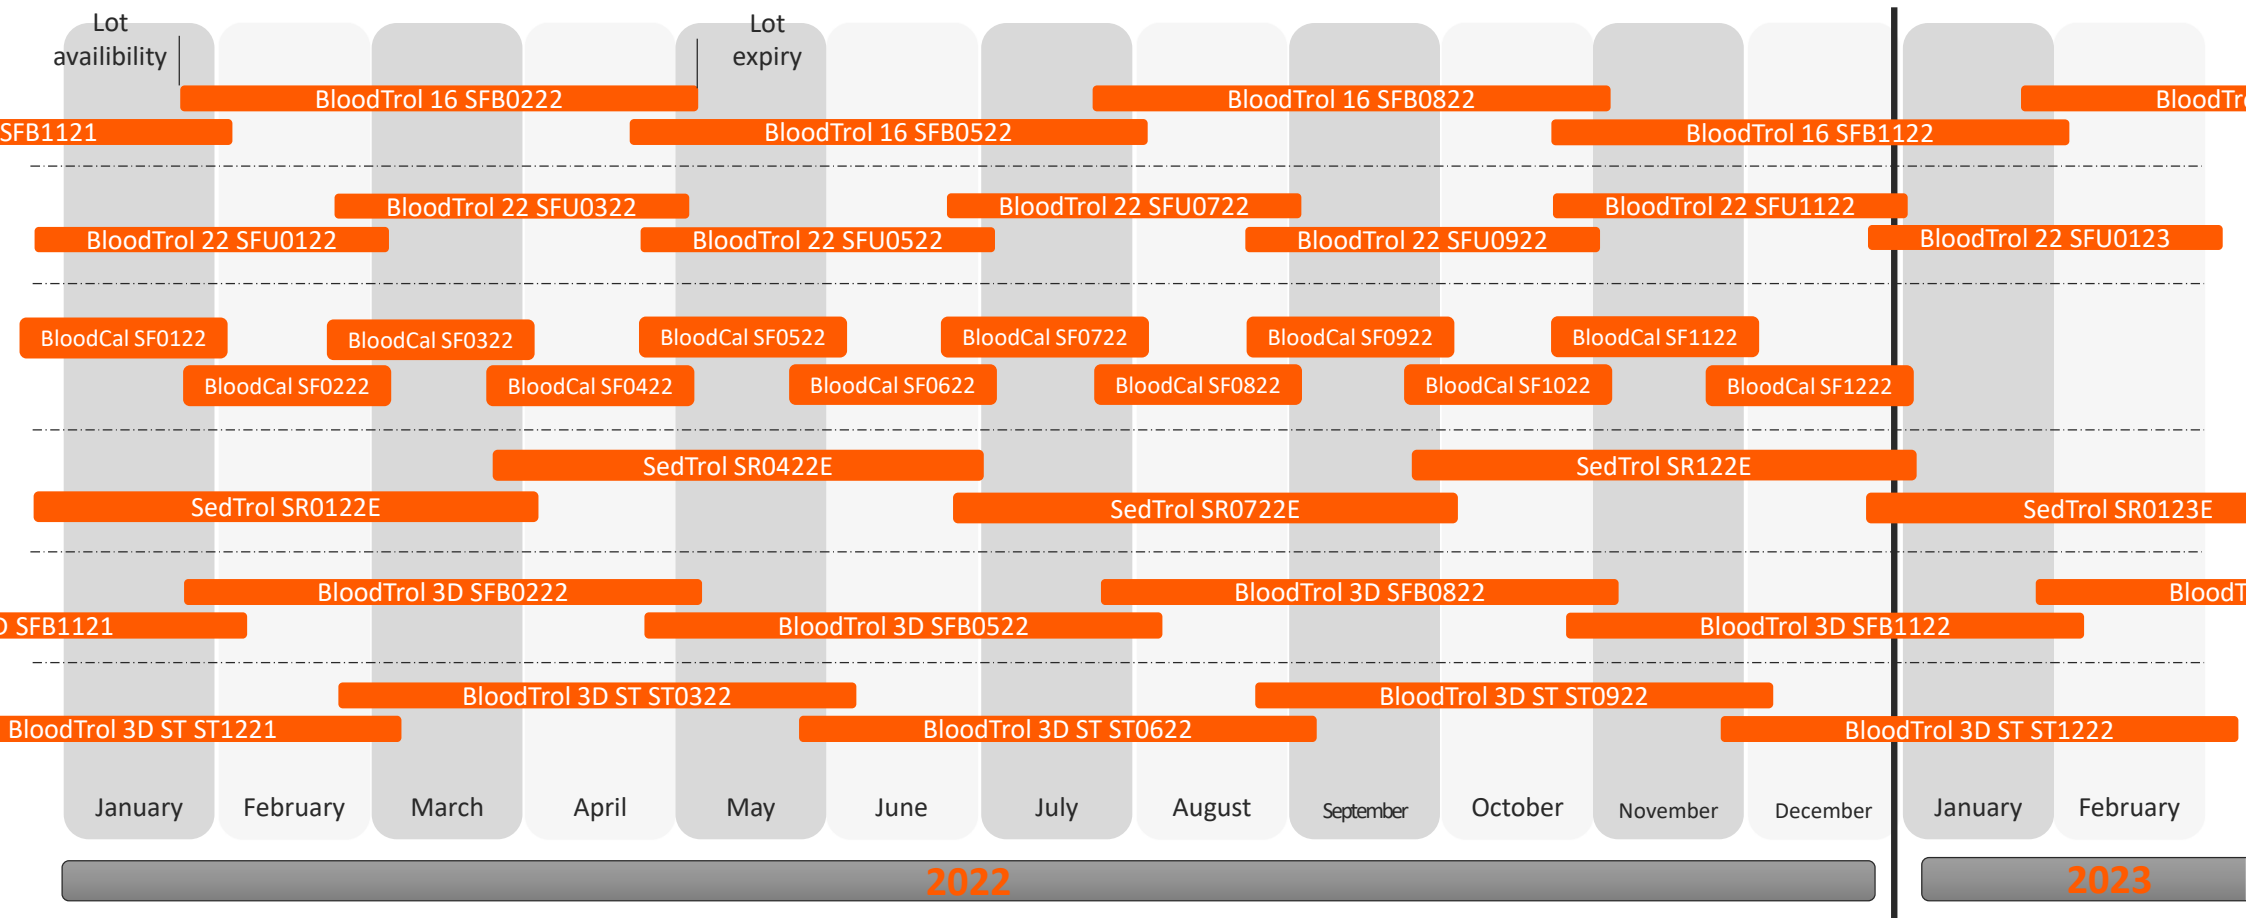 Lot
availibility
Lot
expiry
BloodTrol 16 SFB0222
BloodTrol 16 SFB0822
BloodTr
SFB1121
BloodTrol 16 SFB0522
BloodTrol 16 SFB1122
BloodTrol 22 SFU0322
BloodTrol 22 SFU0722
BloodTrol 22 SFU1122
BloodTrol 22 SFU0122
BloodTrol 22 SFU0522
BloodTrol 22 SFU0922
BloodTrol 22 SFU0123
BloodCal SF0122
BloodCal SF0322
BloodCal SF0522
BloodCal SF0722
BloodCal SF0922
BloodCal SF1122
BloodCal SF0222
BloodCal SF0422
BloodCal SF0622
BloodCal SF0822
BloodCal SF1022
BloodCal SF1222
SedTrol SR0422E
SedTrol SR122E
SedTrol SR0122E
SedTrol SR0722E
SedTrol SR0123E
BloodTrol 3D SFB0222
BloodTrol 3D SFB0822
BloodT
D SFB1121
BloodTrol 3D SFB0522
BloodTrol 3D SFB1122
BloodTrol 3D ST ST0322
BloodTrol 3D ST ST0922
BloodTrol 3D ST ST1221
BloodTrol 3D ST ST0622
BloodTrol 3D ST ST1222
January
February
March
April
May
June
July
August
September
October
November
December
January
February
2022
2023